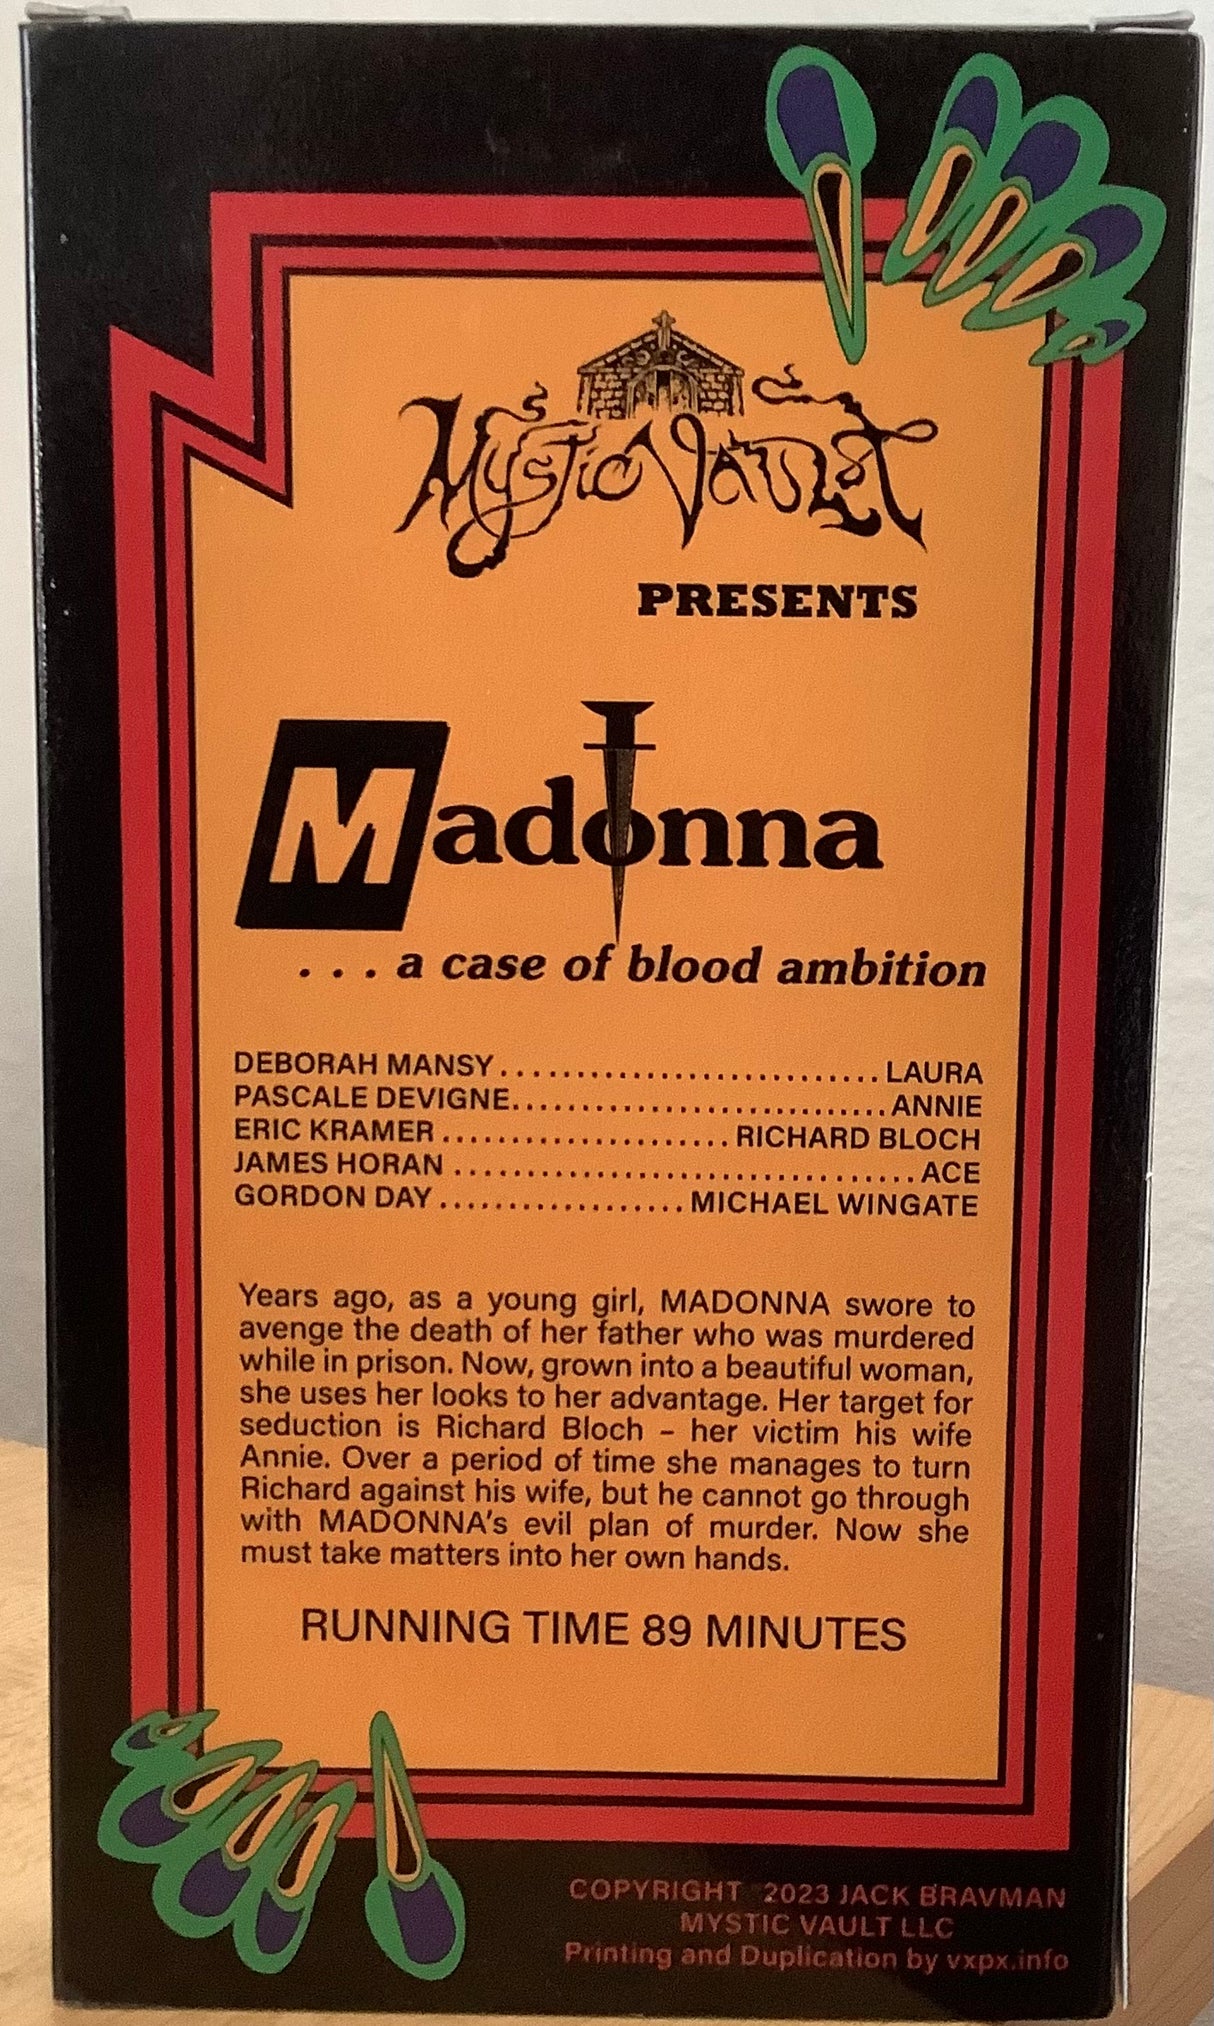 Mystic Vault
PRESENTS
Madonna
. . . a case of blood ambition
DEBORAH MANSY............................LAURA
PASCALE DEVIGNE............................ANNIE
ERIC KRAMER.....................RICHARD BLOCH
JAMES HORAN..................................ACE
GORDON DAY..................MICHAEL WINGATE
Years ago, as a young girl, MADONNA swore to
avenge the death of her father who was murdered
while in prison. Now, grown into a beautiful woman,
she uses her looks to her advantage. Her target for
seduction is Richard Bloch – her victim his wife
Annie. Over a period of time she manages to turn
Richard against his wife, but he cannot go through
with MADONNA's evil plan of murder. Now she
must take matters into her own hands.
RUNNING TIME 89 MINUTES
COPYRIGHT 2023 JACK BRAVMAN
MYSTIC VAULT LLC
Printing and Duplication by vxpx.info